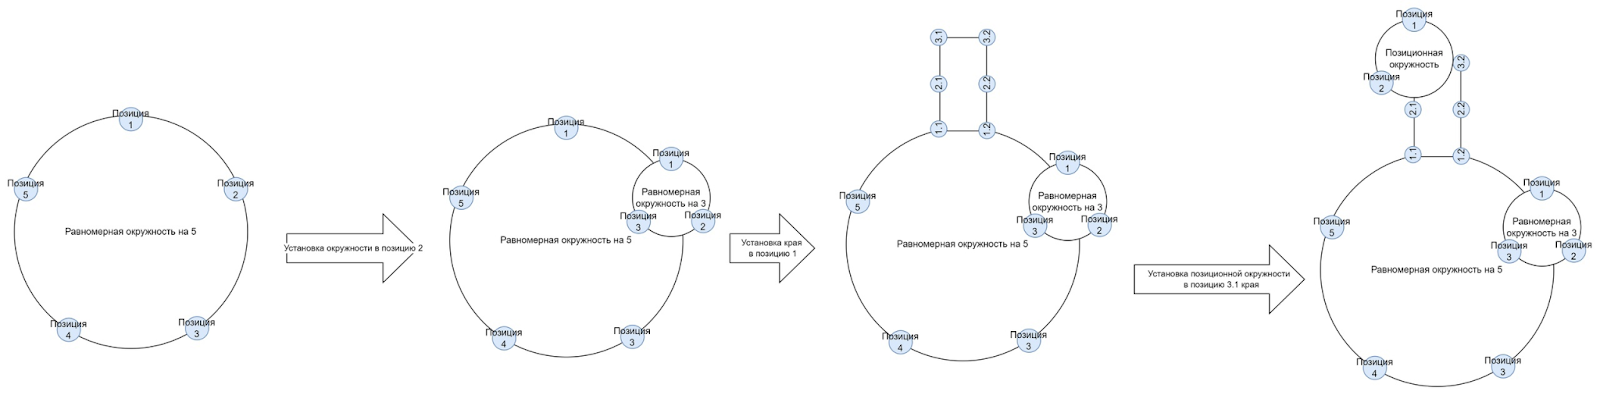 Позиция
1
Позиция
5
Позиция
2
Равномерная окружность на 5
Позиция
4
Позиция
3
Установка окружности в позицию 2
Позиция
1
Позиция
1
Позиция
5
Равномерная
окружность на 3
Позиция
3
Позиция
2
Равномерная окружность на 5
Позиция
4
Позиция
3
Установка края
в позицию 1
3.1
3.2
2.1
2.2
1.1
1.2
Позиция
1
Позиция
5
Равномерная
окружность на 3
Позиция
3
Позиция
2
Равномерная окружность на 5
Позиция
4
Позиция
3
Установка позиционной окружности
в позицию 3.1 края
Позиция
1
Позиционная
окружность
Позиция
2
3.2
2.1
2.2
1.1
1.2
Позиция
1
Позиция
5
Равномерная
окружность на 3
Позиция
3
Позиция
2
Равномерная окружность на 5
Позиция
4
Позиция
3